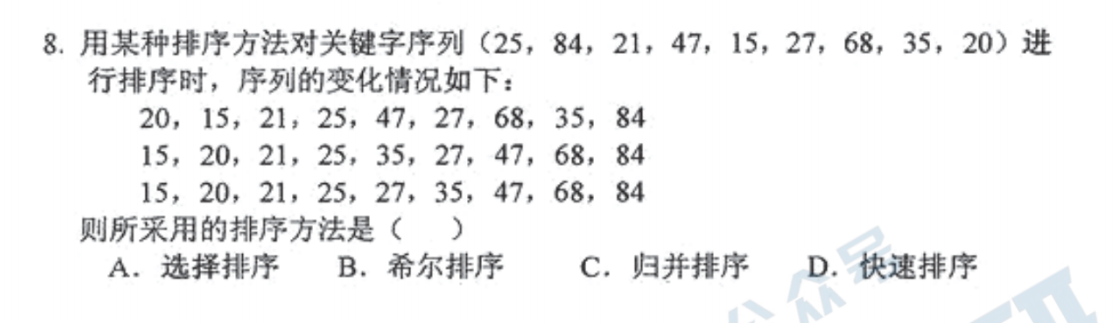 8. 用某种排序方法对关键字序列（25，84，21，47，15，27，68，35，20）进
行排序时，序列的变化情况如下：
20，15，21，25，47，27，68，35，84
15，20，21，25，35，27，47，68，84
15，20，21，25，27，35，47，68，84
则所采用的排序方法是（ ）
A．选择排序 B．希尔排序 C．归并排序 D．快速排序
公众号